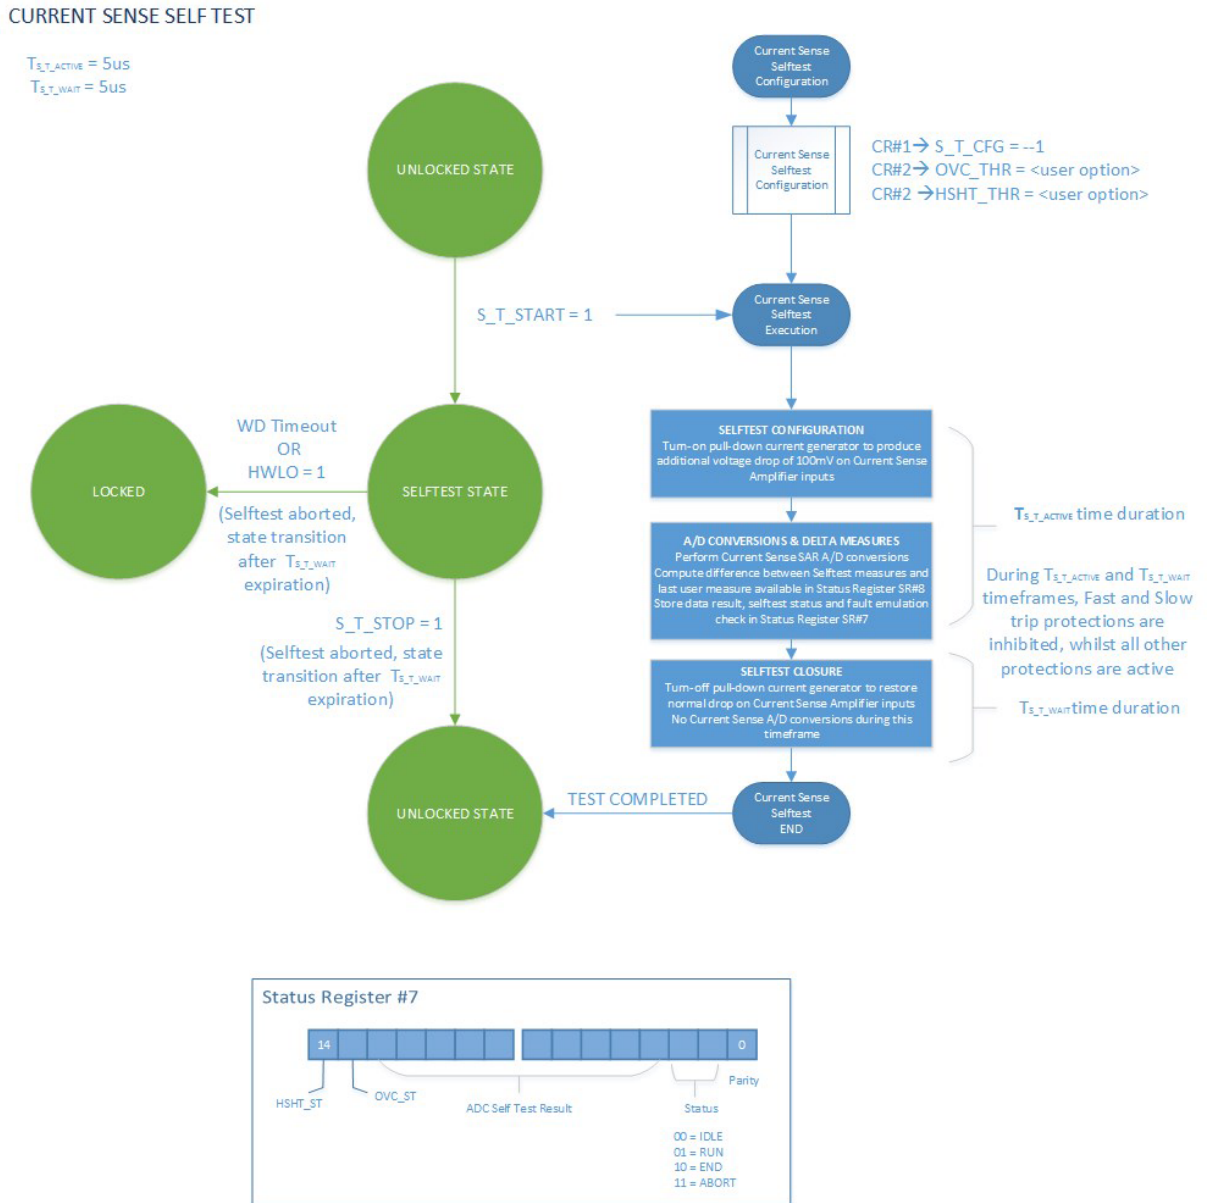 CURRENT SENSE SELF TEST
TS_T_ACTIVE = 5us
TS_T_WAIT = 5us
UNLOCKED STATE
S_T_START = 1
WD Timeout
OR
HWLO = 1
(Selftest aborted,
state transition
after TS_T_WAIT
expiration)
LOCKED
SELFTEST STATE
S_T_STOP = 1
(Selftest aborted, state
transition after TS_T_WAIT
expiration)
UNLOCKED STATE
TEST COMPLETED
Current Sense
Selftest
Configuration
Current Sense
Selftest
Configuration
CR#1→ S_T_CFG = --1
CR#2→ OVC_THR = <user option>
CR#2 →HSHT_THR = <user option>
Current Sense
Selftest
Execution
SELFTEST CONFIGURATION
Turn-on pull-down current generator to produce
additional voltage drop of 100mV on Current Sense
Amplifier inputs
A/D CONVERSIONS & DELTA MEASURES
Perform Current Sense SAR A/D conversions
Compute difference between Selftest measures and
last user measure available in Status Register SR#8
Store data result, selftest status and fault emulation
check in Status Register SR#7
SELFTEST CLOSURE
Turn-off pull-down current generator to restore
normal drop on Current Sense Amplifier inputs
No Current Sense A/D conversions during this
timeframe
Current Sense
Selftest
END
TS_T_ACTIVE time duration
During TS_T_ACTIVE and TS_T_WAIT
timeframes, Fast and Slow
trip protections are
inhibited, whilst all other
protections are active
TS_T_WAIT time duration
Status Register #7
14
0
HSHT_ST
OVC_ST
ADC Self Test Result
Status
Parity
00 = IDLE
01 = RUN
10 = END
11 = ABORT